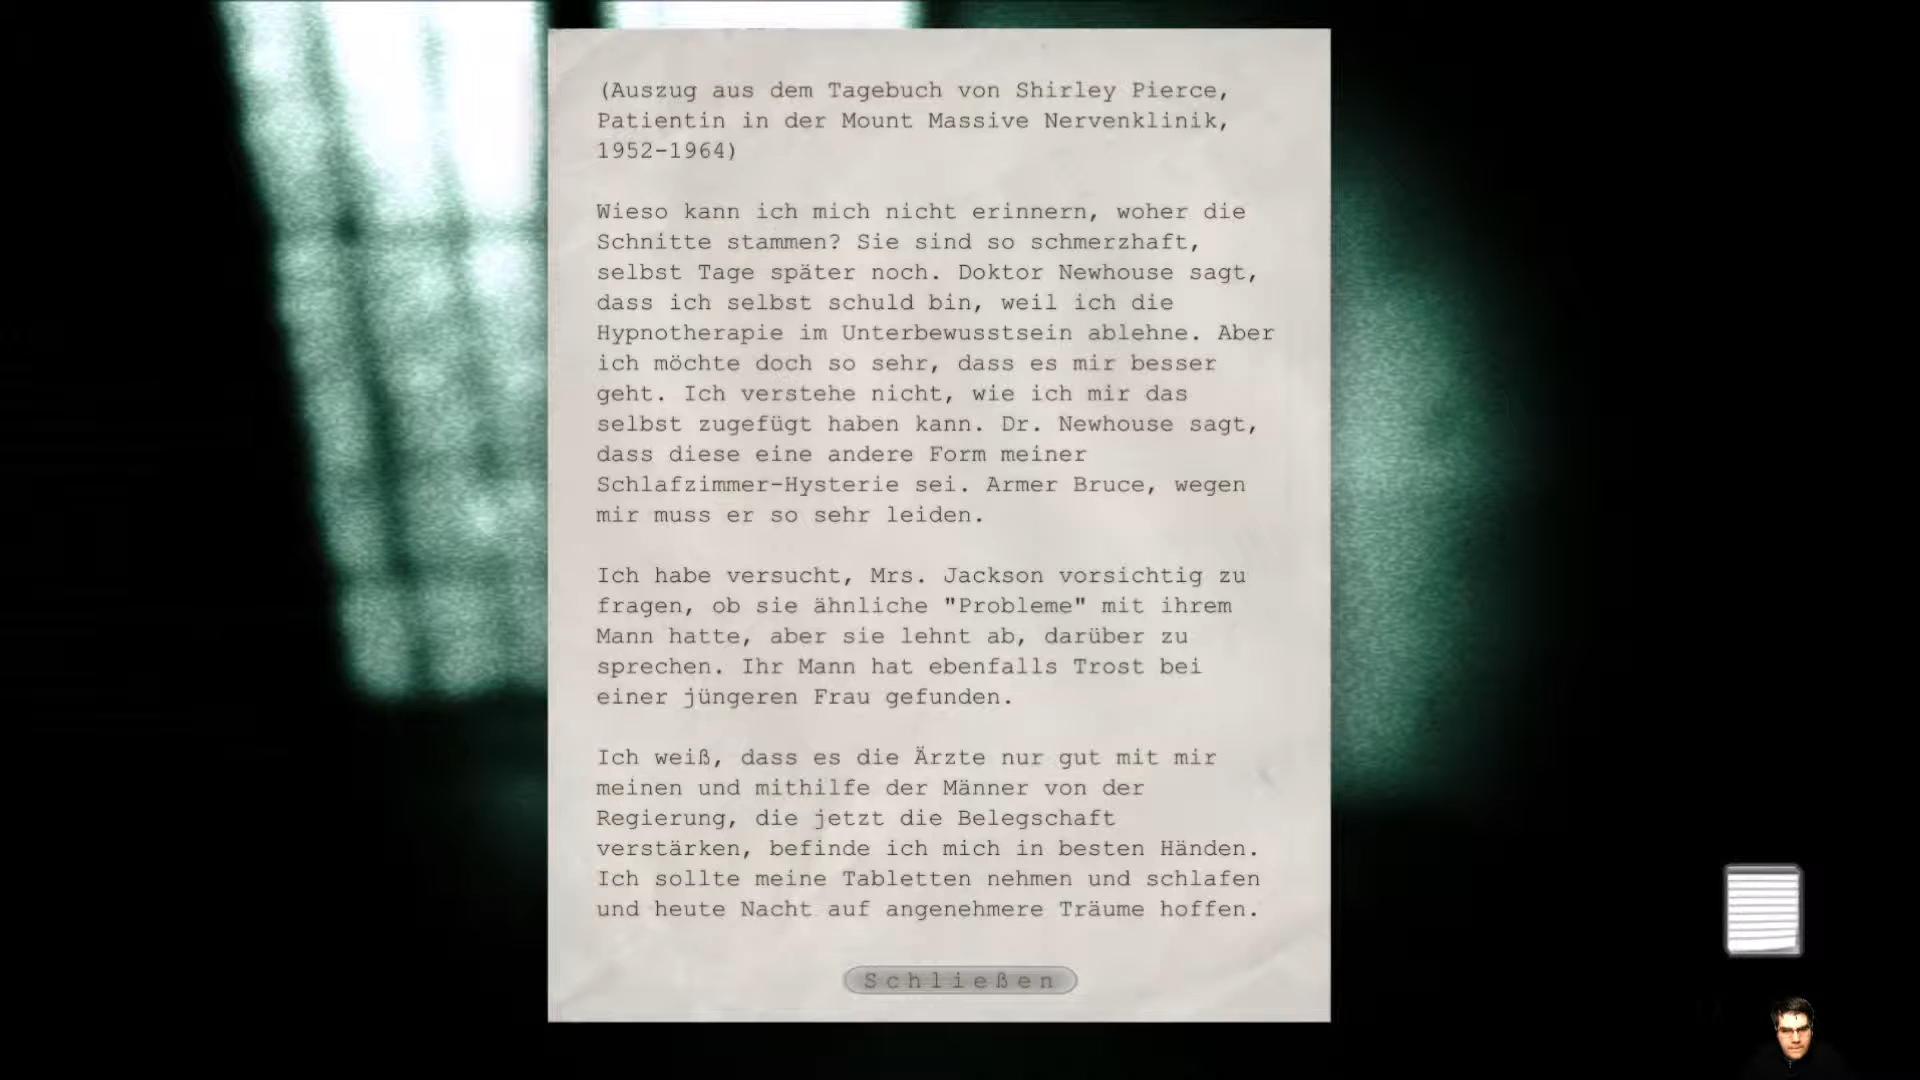 (Auszug aus dem Tagebuch von Shirley Pierce,
Patientin in der Mount Massive Nervenklinik,
1952-1964)
Wieso kann ich mich nicht erinnern, woher die
Schnitte stammen? Sie sind so schmerzhaft,
selbst Tage später noch. Doktor Newhouse sagt,
dass ich selbst schuld bin, weil ich die
Hypnotherapie im Unterbewusstsein ablehne. Aber
ich möchte doch so sehr, dass es mir besser
geht. Ich verstehe nicht, wie ich mir das
selbst zugefügt haben kann. Dr. Newhouse sagt,
dass diese eine andere Form meiner
Schlafzimmer-Hysterie sei. Armer Bruce, wegen
mir muss er so sehr leiden.
Ich habe versucht, Mrs. Jackson vorsichtig zu
fragen, ob sie ähnliche "Probleme" mit ihrem
Mann hatte, aber sie lehnt ab, darüber zu
sprechen. Ihr Mann hat ebenfalls Trost bei
einer jüngeren Frau gefunden.
Ich weiß, dass es die Ärzte nur gut mit mir
meinen und mithilfe der Männer von der
Regierung, die jetzt die Belegschaft
verstärken, befinde ich mich in besten Händen.
Ich sollte meine Tabletten nehmen und schlafen
und heute Nacht auf angenehmere Träume hoffen.
Schließen